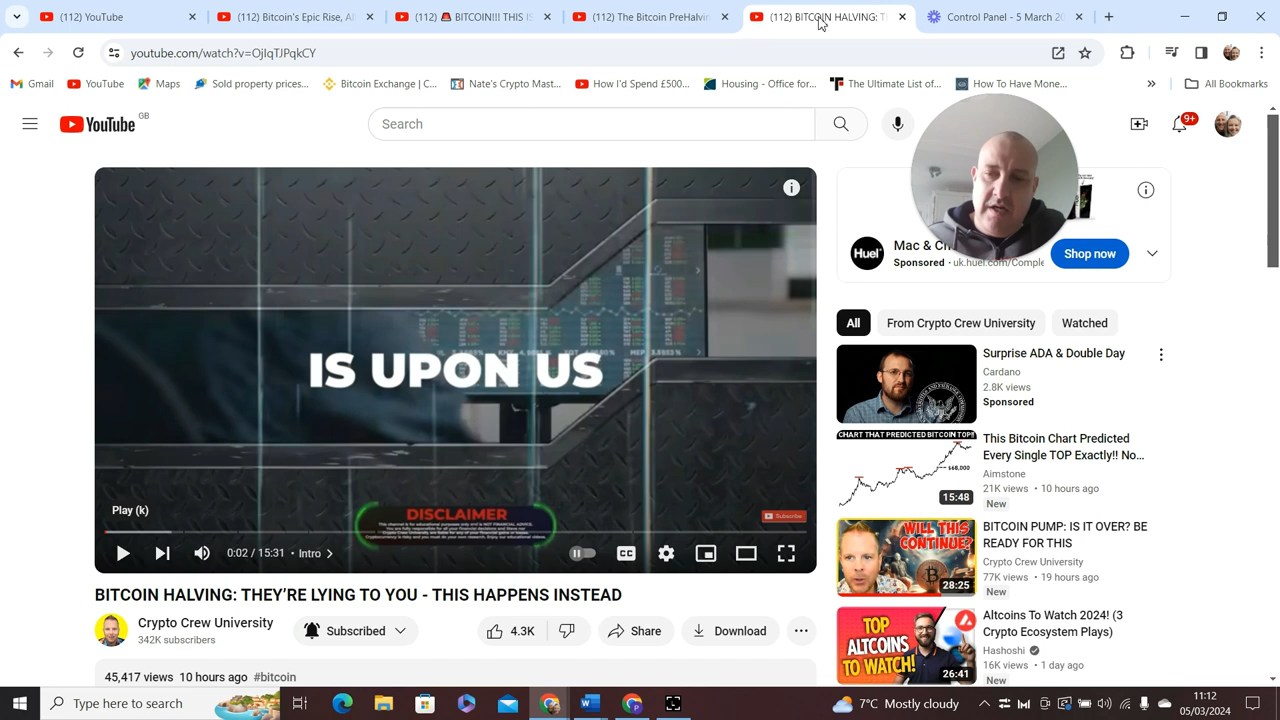 (112) YouTube
(112) Bitcoin's Epic Rise, Al
(112) 🚨 BITCOIN!!! THIS IS
(112) The Bitcoin PreHalvin
(112) BITCOIN HALVING: T
Control Panel - 5 March 20
youtube.com/watch?v=OjIqTJPqkCY
Gmail
YouTube
Maps
Sold property prices...
Bitcoin Exchange | C...
Nate's Crypto Mast...
How I'd Spend £500...
Housing - Office for...
The Ultimate List of...
How To Have Mone...
All Bookmarks
YouTube GB
Search
9+
IS UPON US
Huel
Mac & Ch
Sponsored · uk.huel.com/Comple
Shop now
All
From Crypto Crew University
Watched
Surprise ADA & Double Day
Cardano
2.8K views
Sponsored
CHART THAT PREDICTED BITCOIN TOP!!
$68,000
15:48
This Bitcoin Chart Predicted
Every Single TOP Exactly!! No...
Aimstone
21K views • 10 hours ago
New
WILL THIS
CONTINUE?
28:25
BITCOIN PUMP: IS IT OVER? BE
READY FOR THIS
Crypto Crew University
77K views • 19 hours ago
New
TOP
ALTCOINS
TO WATCH!
26:41
Altcoins To Watch 2024! (3
Crypto Ecosystem Plays)
Hashoshi
16K views • 1 day ago
New
Play (k)
DISCLAIMER
Subscribe
0:02 / 15:31 • Intro
CC
BITCOIN HALVING: THEY'RE LYING TO YOU - THIS HAPPENS INSTEAD
Crypto Crew University
342K subscribers
Subscribed
4.3K
Share
Download
45,417 views 10 hours ago #bitcoin
Type here to search
7°C Mostly cloudy
11:12
05/03/2024